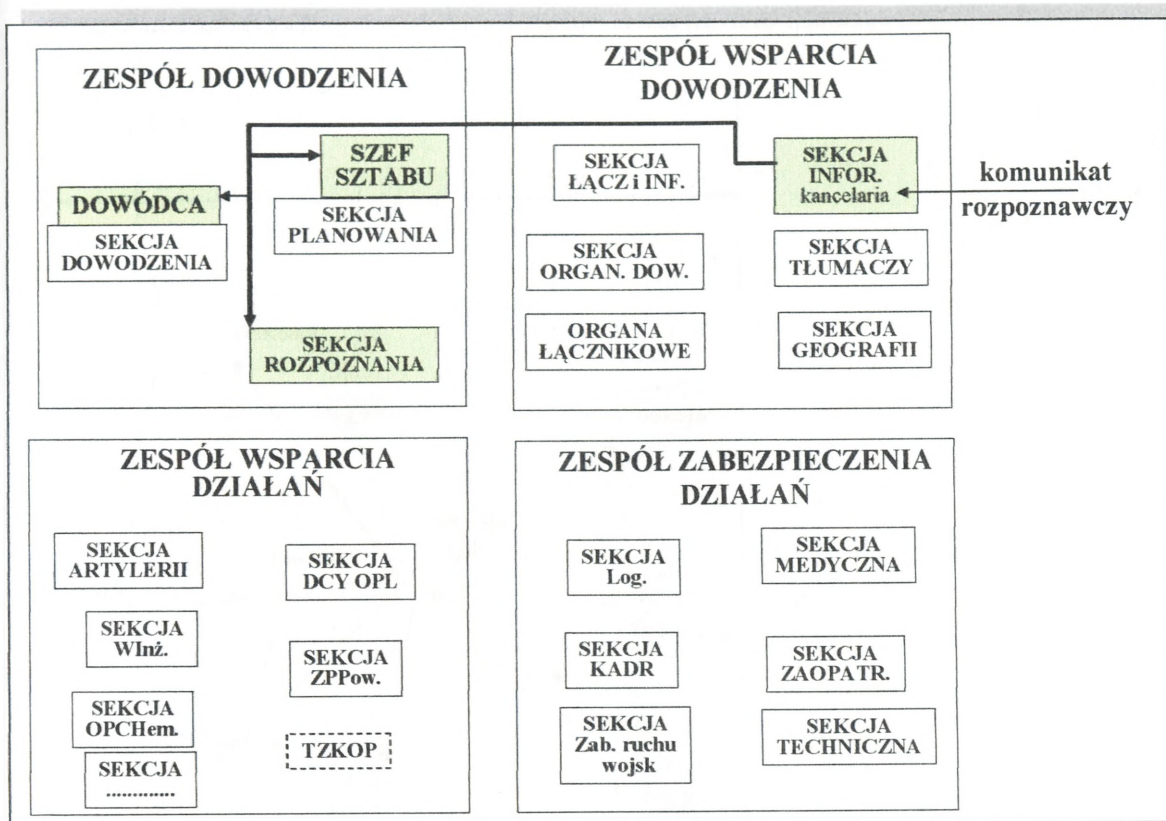 ZESPÓŁ DOWODZENIA
SZEF
SZTABU
SEKCJA
PLANOWANIA
DOWÓDCA
SEKCJA
DOWODZENIA
SEKCJA
ROZPOZNANIA
ZESPÓŁ WSPARCIA
DOWODZENIA
SEKCJA
ŁĄCZ i INF.
SEKCJA
INFOR.
kancelaria
komunikat
rozpoznawczy
SEKCJA
ORGAN. DOW.
SEKCJA
TŁUMACZY
ORGANA
ŁĄCZNIKOWE
SEKCJA
GEOGRAFII
ZESPÓŁ WSPARCIA
DZIAŁAŃ
SEKCJA
ARTYLERII
SEKCJA
DCY OPL
SEKCJA
WInż.
SEKCJA
ZPPow.
SEKCJA
OPCHem.
TZKOP
SEKCJA
.............
ZESPÓŁ ZABEZPIECZENIA
DZIAŁAŃ
SEKCJA
Log.
SEKCJA
MEDYCZNA
SEKCJA
KADR
SEKCJA
ZAOPATR.
SEKCJA
Zab. ruchu
wojsk
SEKCJA
TECHNICZNA